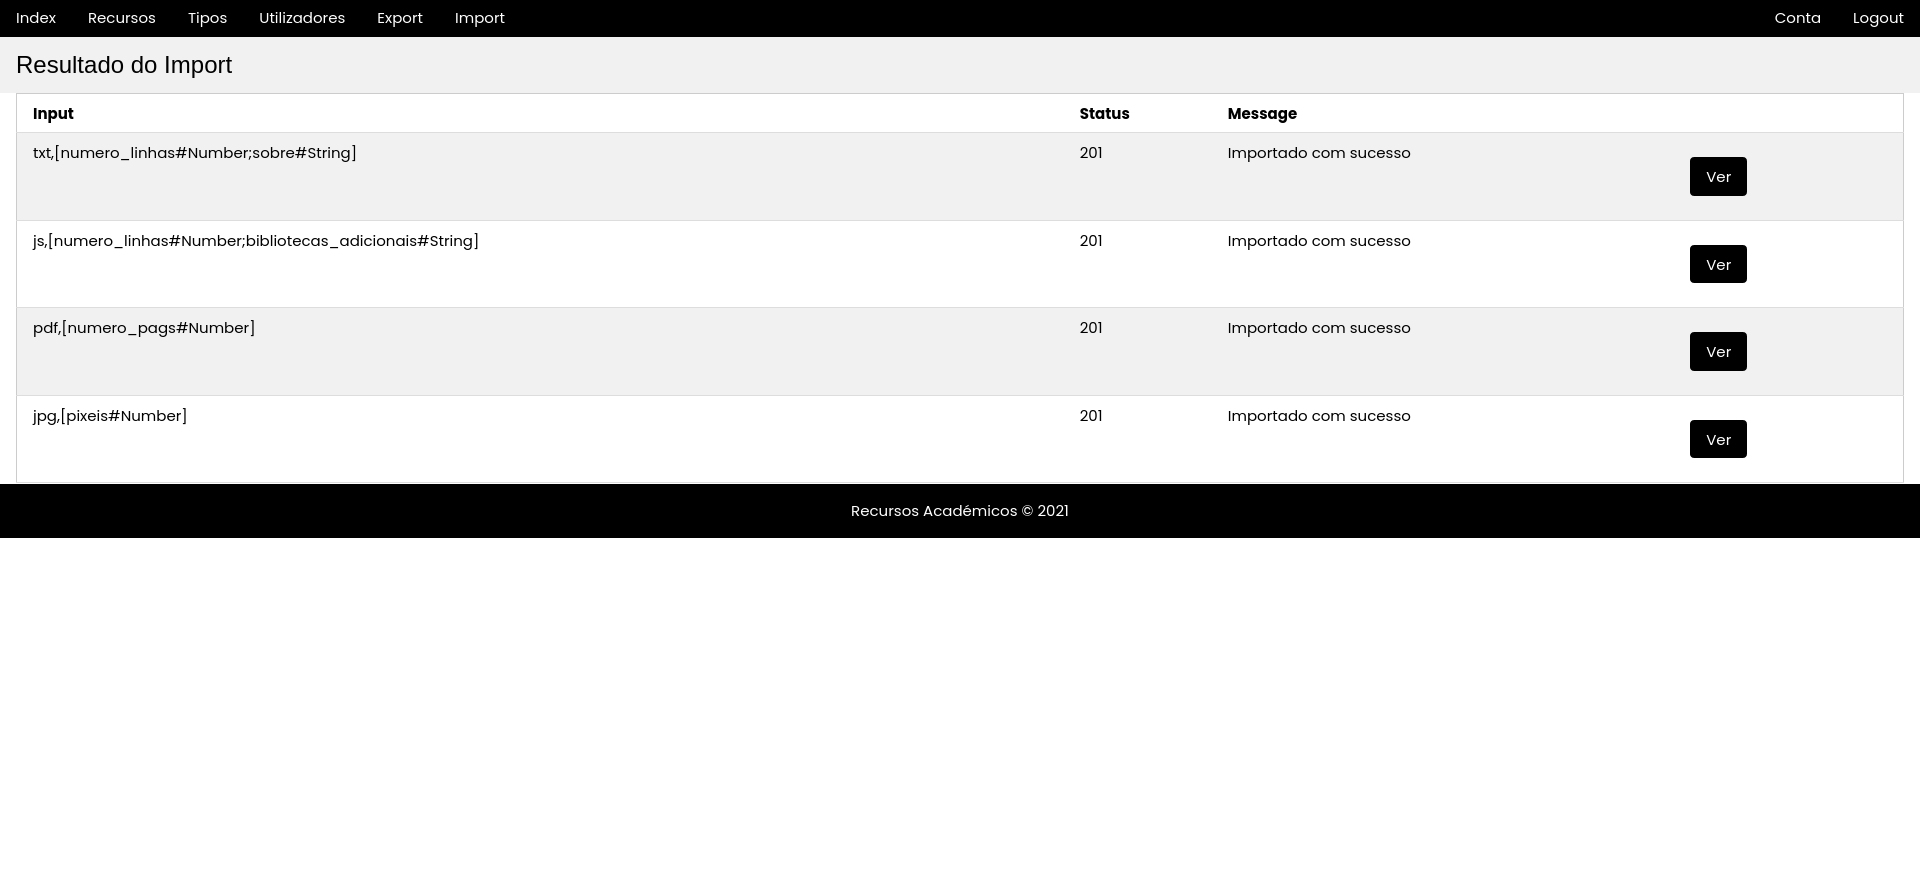 Index Recursos Tipos Utilizadores Export Import Conta Logout
Resultado do Import
Input Status Message
txt,[numero_linhas#Number;sobre#String] 201 Importado com sucesso Ver
js,[numero_linhas#Number;bibliotecas_adicionais#String] 201 Importado com sucesso Ver
pdf,[numero_pags#Number] 201 Importado com sucesso Ver
jpg,[pixeis#Number] 201 Importado com sucesso Ver
Recursos Académicos © 2021